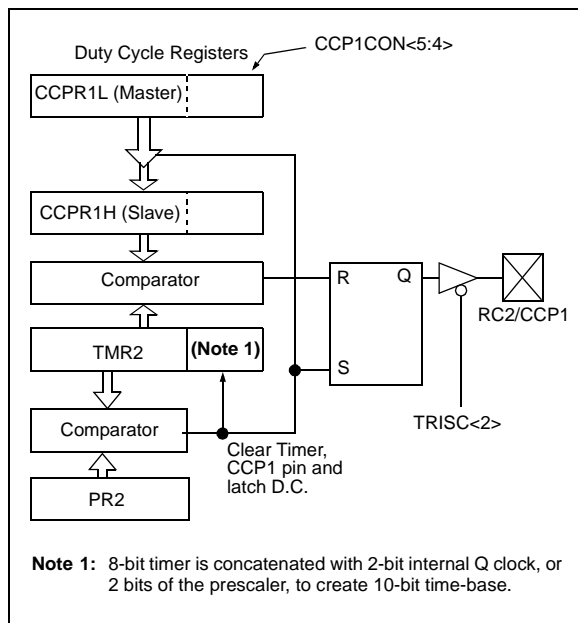 Duty Cycle Registers
CCP1CON<5:4>
CCPR1L (Master)
CCPR1H (Slave)
Comparator
R
Q
RC2/CCP1
TMR2
(Note 1)
S
TRISC<2>
Comparator
Clear Timer,
CCP1 pin and
latch D.C.
PR2
Note 1: 8-bit timer is concatenated with 2-bit internal Q clock, or
2 bits of the prescaler, to create 10-bit time-base.